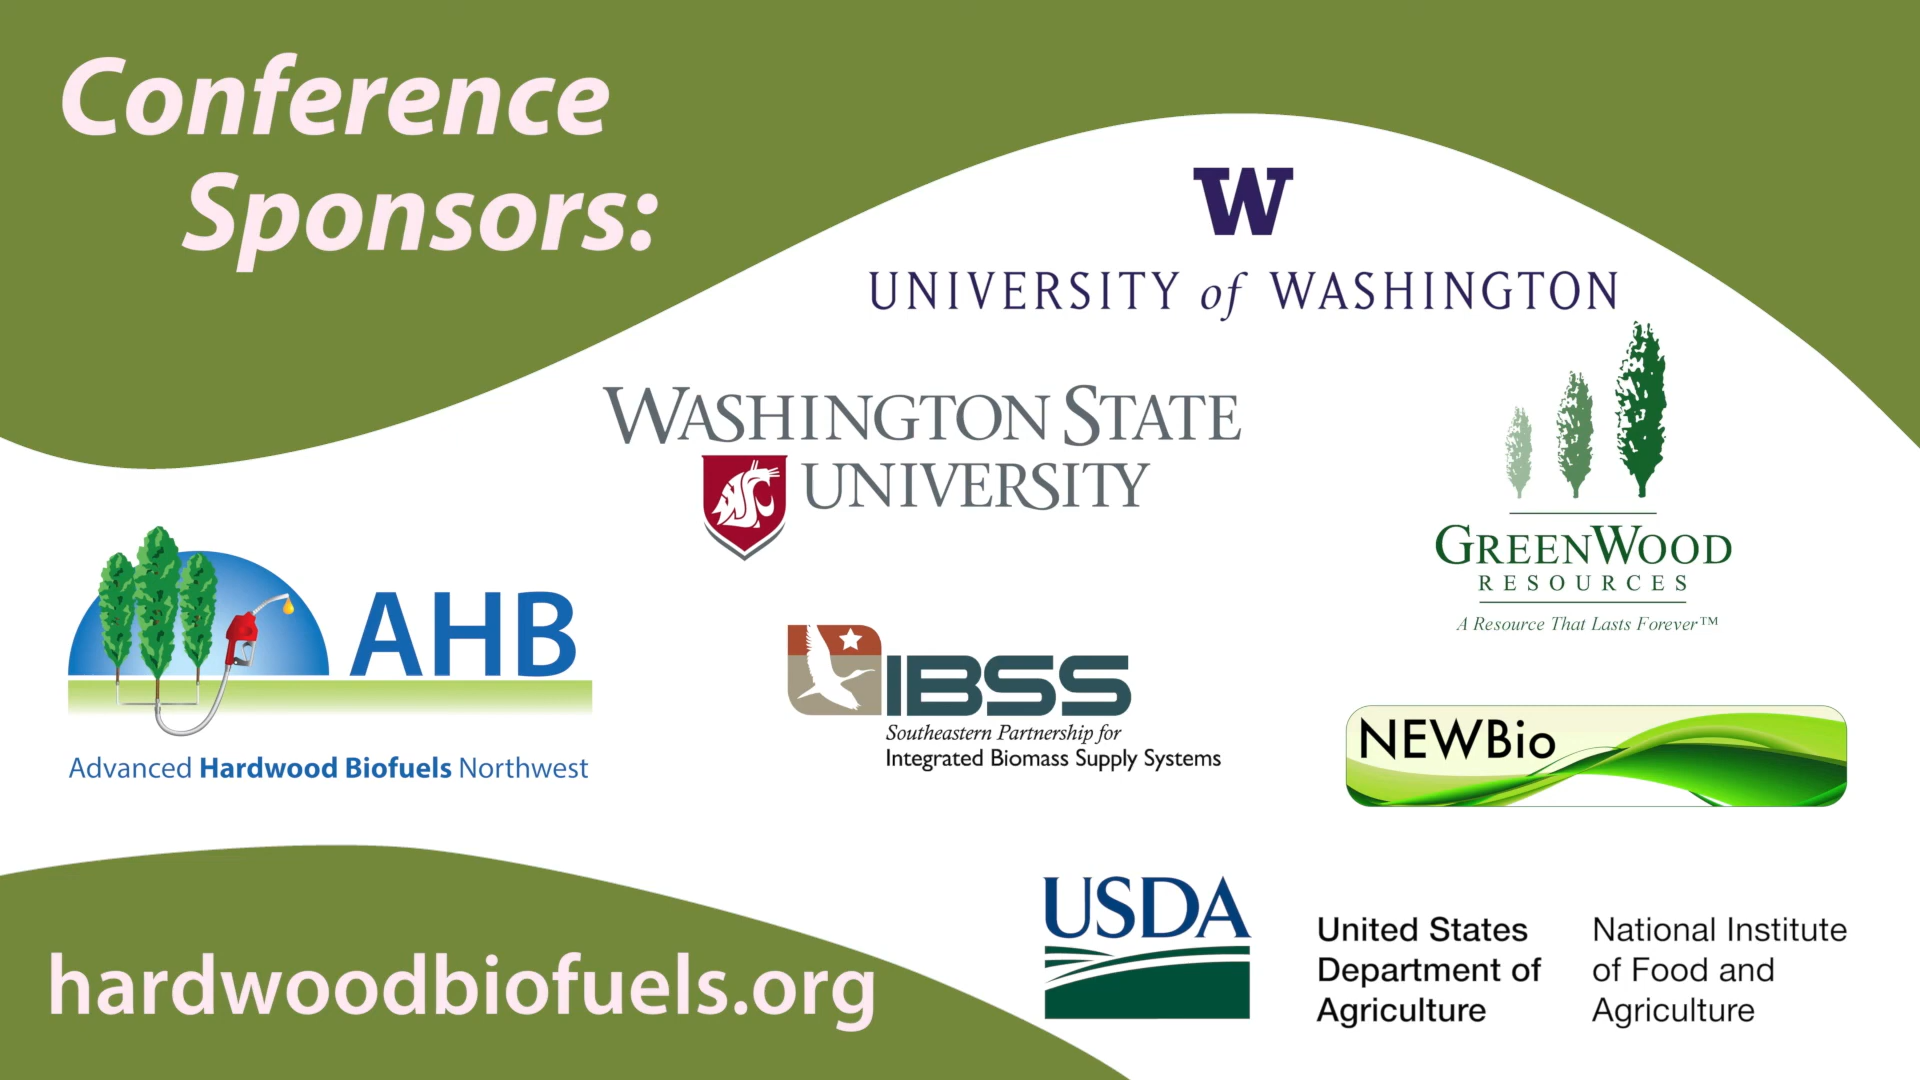 Conference
Sponsors:
W
UNIVERSITY of WASHINGTON
WASHINGTON STATE
UNIVERSITY
WSC
GREENWOOD
RESOURCES
A Resource That Lasts Forever™
AHB
Advanced Hardwood Biofuels Northwest
IBSS
Southeastern Partnership for
Integrated Biomass Supply Systems
NEWBio
USDA
United States
Department of
Agriculture
National Institute
of Food and
Agriculture
hardwoodbiofuels.org